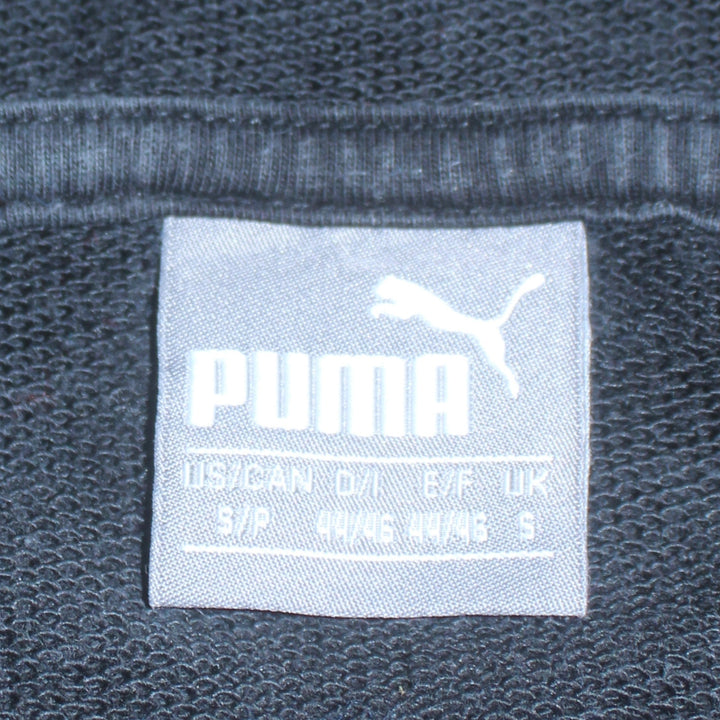 PUMA
US/CAN D/I E/F UK
S/P 44/46 44/46 S